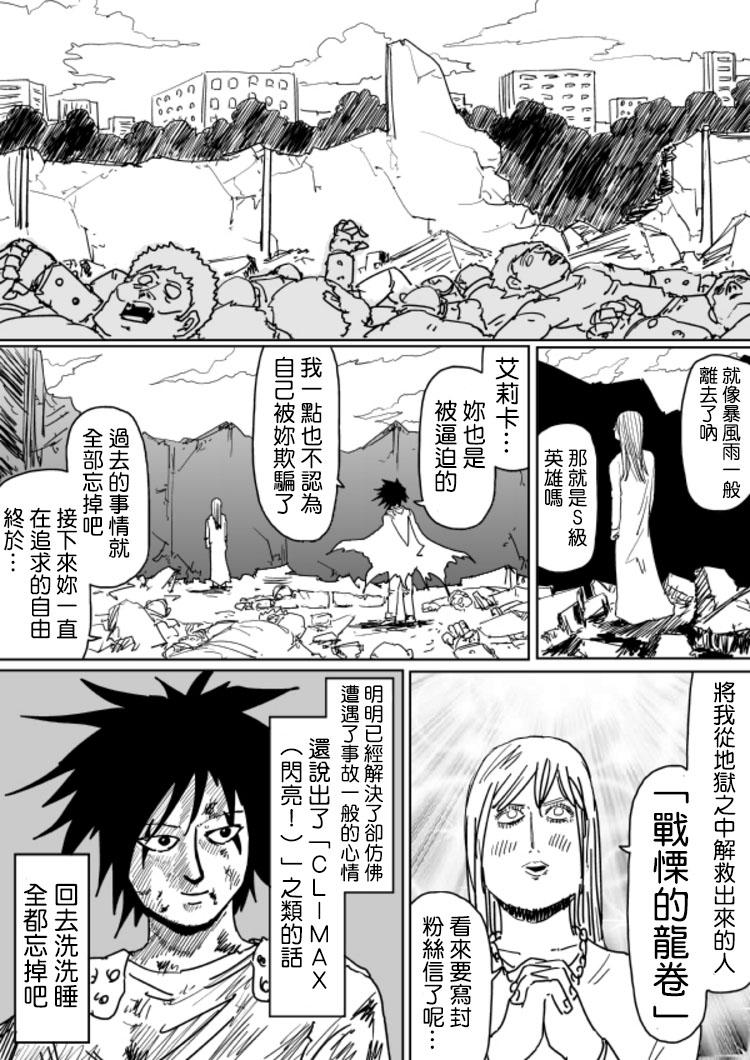 就像暴風雨一般
離去了吶
那就是S級
英雄嗎
艾莉卡…
妳也是
被逼迫的
我一點也不認為
自己被妳欺騙了
過去的事情就
全部忘掉吧
接下來妳一直
在追求的自由
終於…
將我從地獄之中解救出來的人
「戰慄的龍卷」
看來要寫封
粉絲信了呢…
明明已經解決了卻仿佛
遭遇了事故一般的心情
還說出了「CLIMAX
（閃亮！）」之類的話
回去洗洗睡
全都忘掉吧